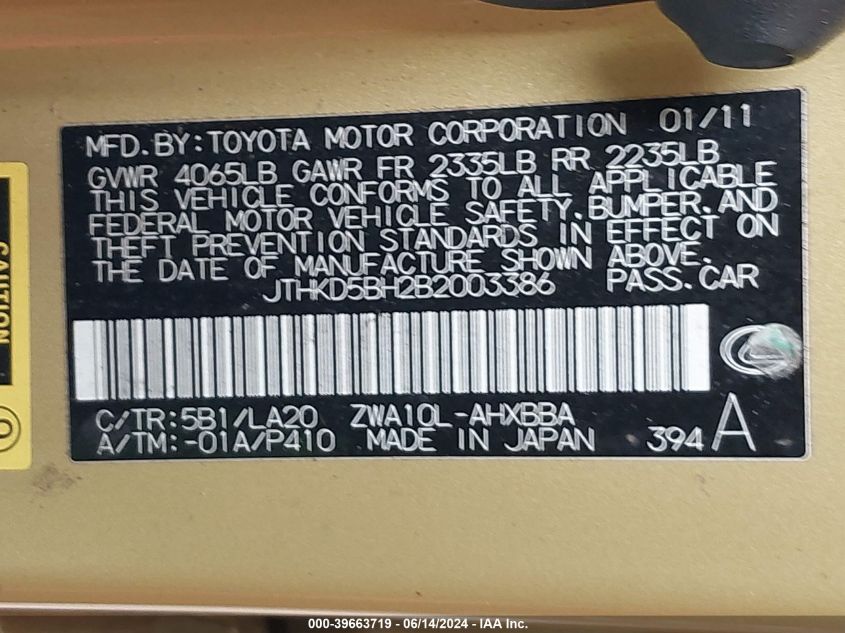 MFD. BY: TOYOTA MOTOR CORPORATION 01/11
GVWR 4065LB GAWR FR 2335LB RR 2235LB
THIS VEHICLE CONFORMS TO ALL APPLICABLE
FEDERAL MOTOR VEHICLE SAFETY, BUMPER, AND
THEFT PREVENTION STANDARDS IN EFFECT ON
THE DATE OF MANUFACTURE SHOWN ABOVE.
JTHKD5BH2B2003386 PASS. CAR
C/TR: 5B1/LA20 ZWA10L-AHXBBA
A/TM: -01A/P410 MADE IN JAPAN 394 A
CAUTION
000-39663719 - 06/14/2024 - IAA Inc.